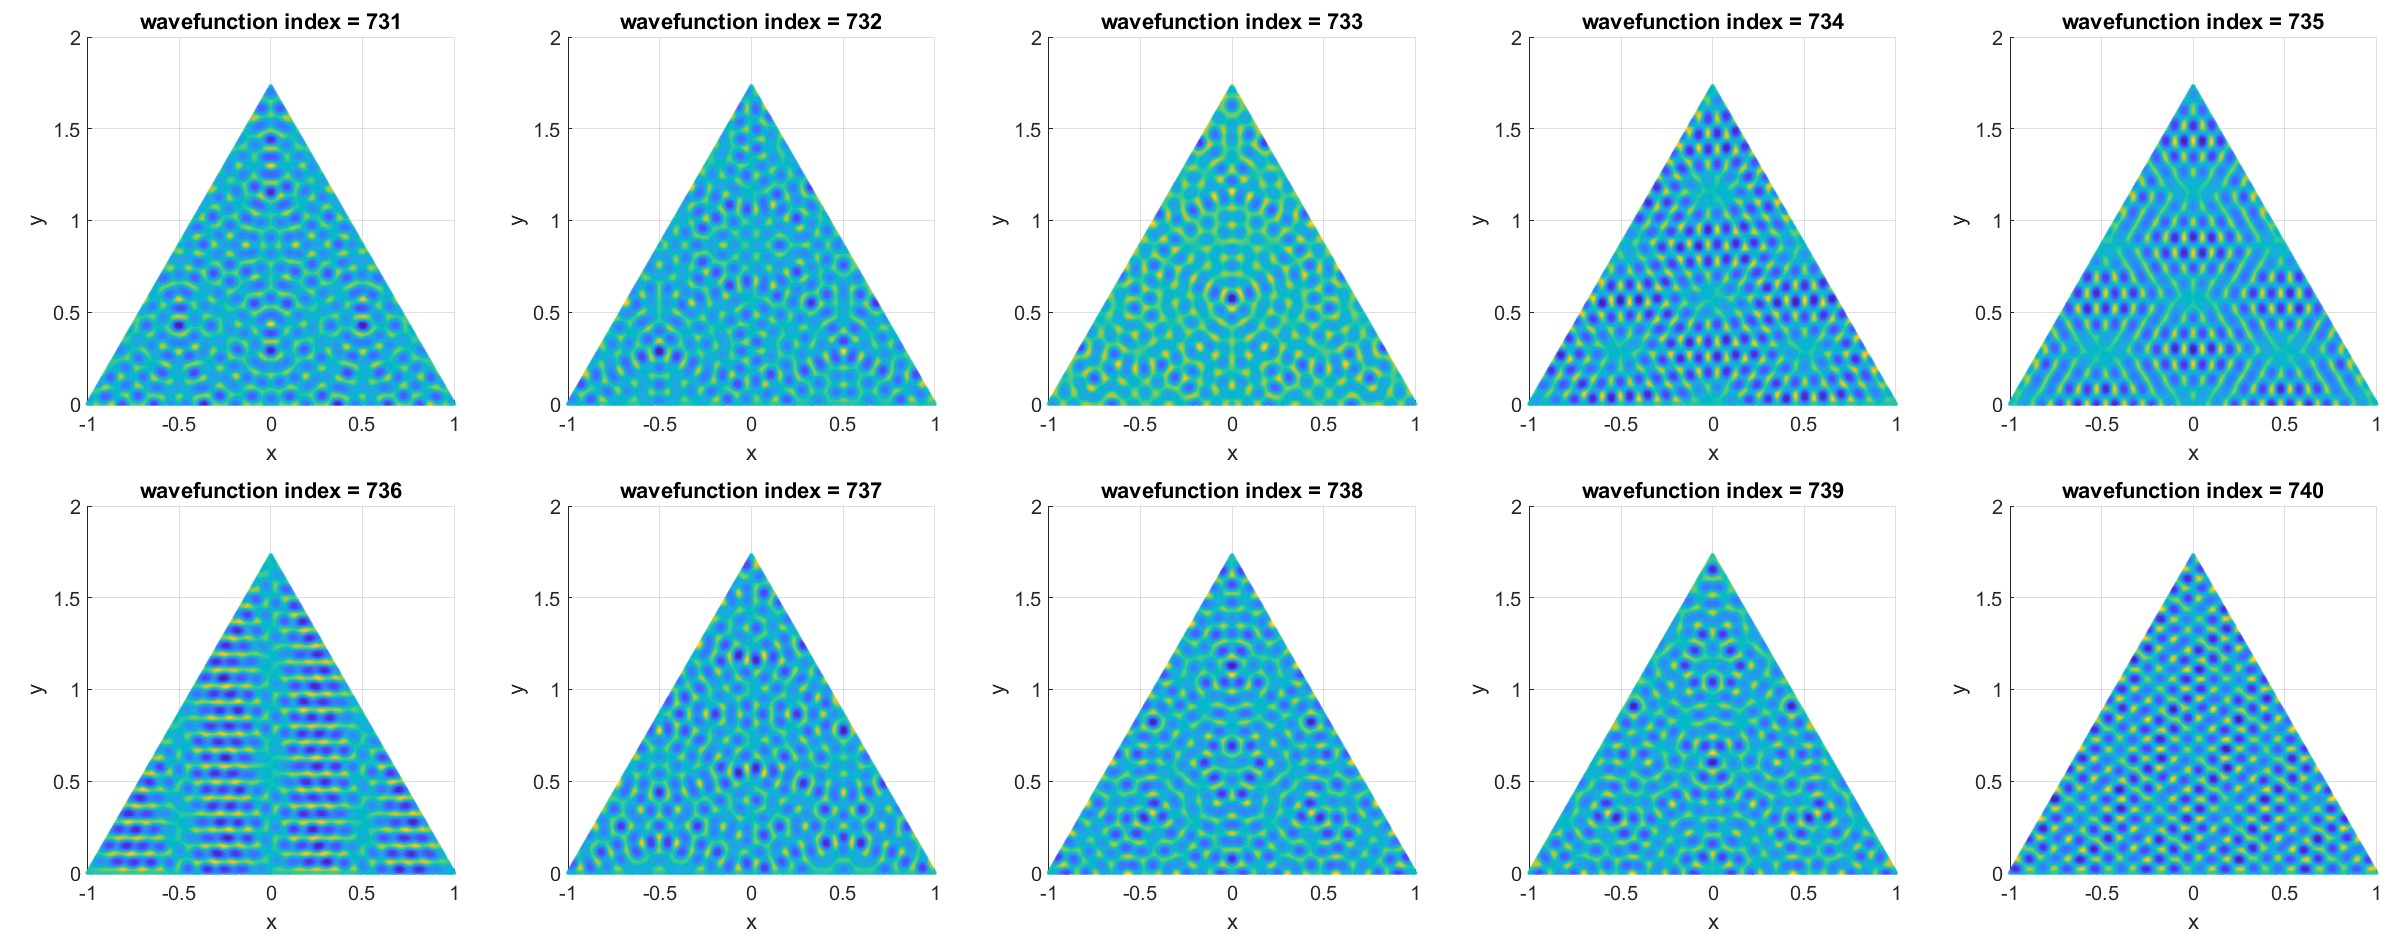 wavefunction index = 731
2
1.5
1
0.5
0
y
-1 -0.5 0 0.5 1
x
wavefunction index = 732
2
1.5
1
0.5
0
y
-1 -0.5 0 0.5 1
x
wavefunction index = 733
2
1.5
1
0.5
0
y
-1 -0.5 0 0.5 1
x
wavefunction index = 734
2
1.5
1
0.5
0
y
-1 -0.5 0 0.5 1
x
wavefunction index = 735
2
1.5
1
0.5
0
y
-1 -0.5 0 0.5 1
x
wavefunction index = 736
2
1.5
1
0.5
0
y
-1 -0.5 0 0.5 1
x
wavefunction index = 737
2
1.5
1
0.5
0
y
-1 -0.5 0 0.5 1
x
wavefunction index = 738
2
1.5
1
0.5
0
y
-1 -0.5 0 0.5 1
x
wavefunction index = 739
2
1.5
1
0.5
0
y
-1 -0.5 0 0.5 1
x
wavefunction index = 740
2
1.5
1
0.5
0
y
-1 -0.5 0 0.5 1
x